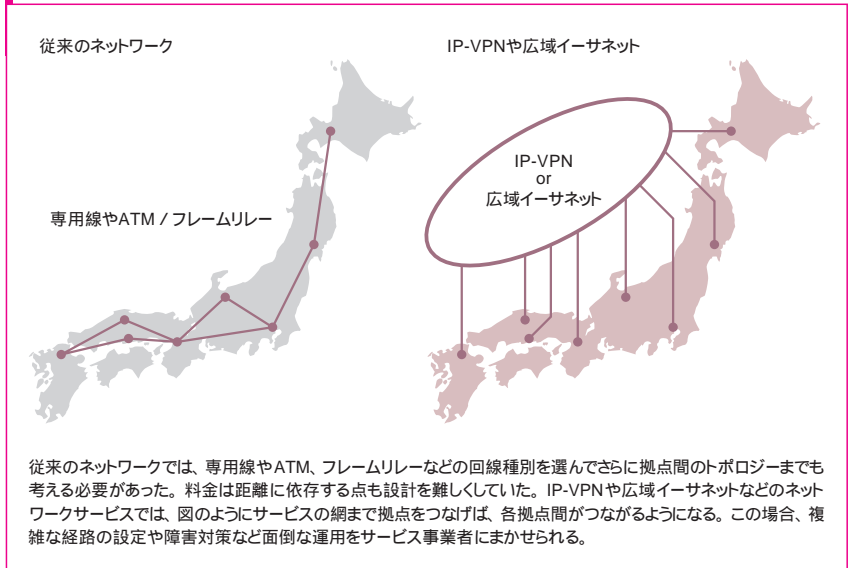 従来のネットワーク
IP-VPNや広域イーサネット
IP-VPN
or
広域イーサネット
専用線やATM / フレームリレー
従来のネットワークでは、専用線やATM、フレームリレーなどの回線種別を選んでさらに拠点間のトポロジーまでも
考える必要があった。料金は距離に依存する点も設計を難しくしていた。IP-VPNや広域イーサネットなどのネット
ワークサービスでは、図のようにサービスの網まで拠点をつなげば、各拠点間がつながるようになる。この場合、複
雑な経路の設定や障害対策など面倒な運用をサービス事業者にまかせられる。